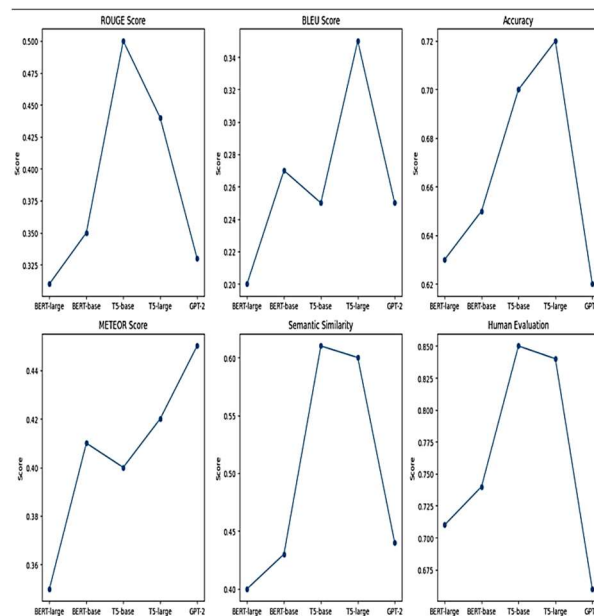 ROUGE Score
0.500
0.475
0.450
0.425
0.400
0.375
0.350
0.325
Score
BERT-large BERT-base T5-base T5-large GPT-2
BLEU Score
0.34
0.32
0.30
0.28
0.26
0.24
0.22
0.20
Score
BERT-large BERT-base T5-base T5-large GPT-2
Accuracy
0.72
0.70
0.68
0.66
0.64
0.62
Score
BERT-large BERT-base T5-base T5-large
METEOR Score
0.44
0.42
0.40
0.38
0.36
Score
BERT-large BERT-base T5-base T5-large GPT-2
Semantic Similarity
0.60
0.55
0.50
0.45
0.40
Score
BERT-large BERT-base T5-base T5-large GPT-2
Human Evaluation
0.850
0.825
0.800
0.775
0.750
0.725
0.700
0.675
Score
BERT-large BERT-base T5-base T5-large